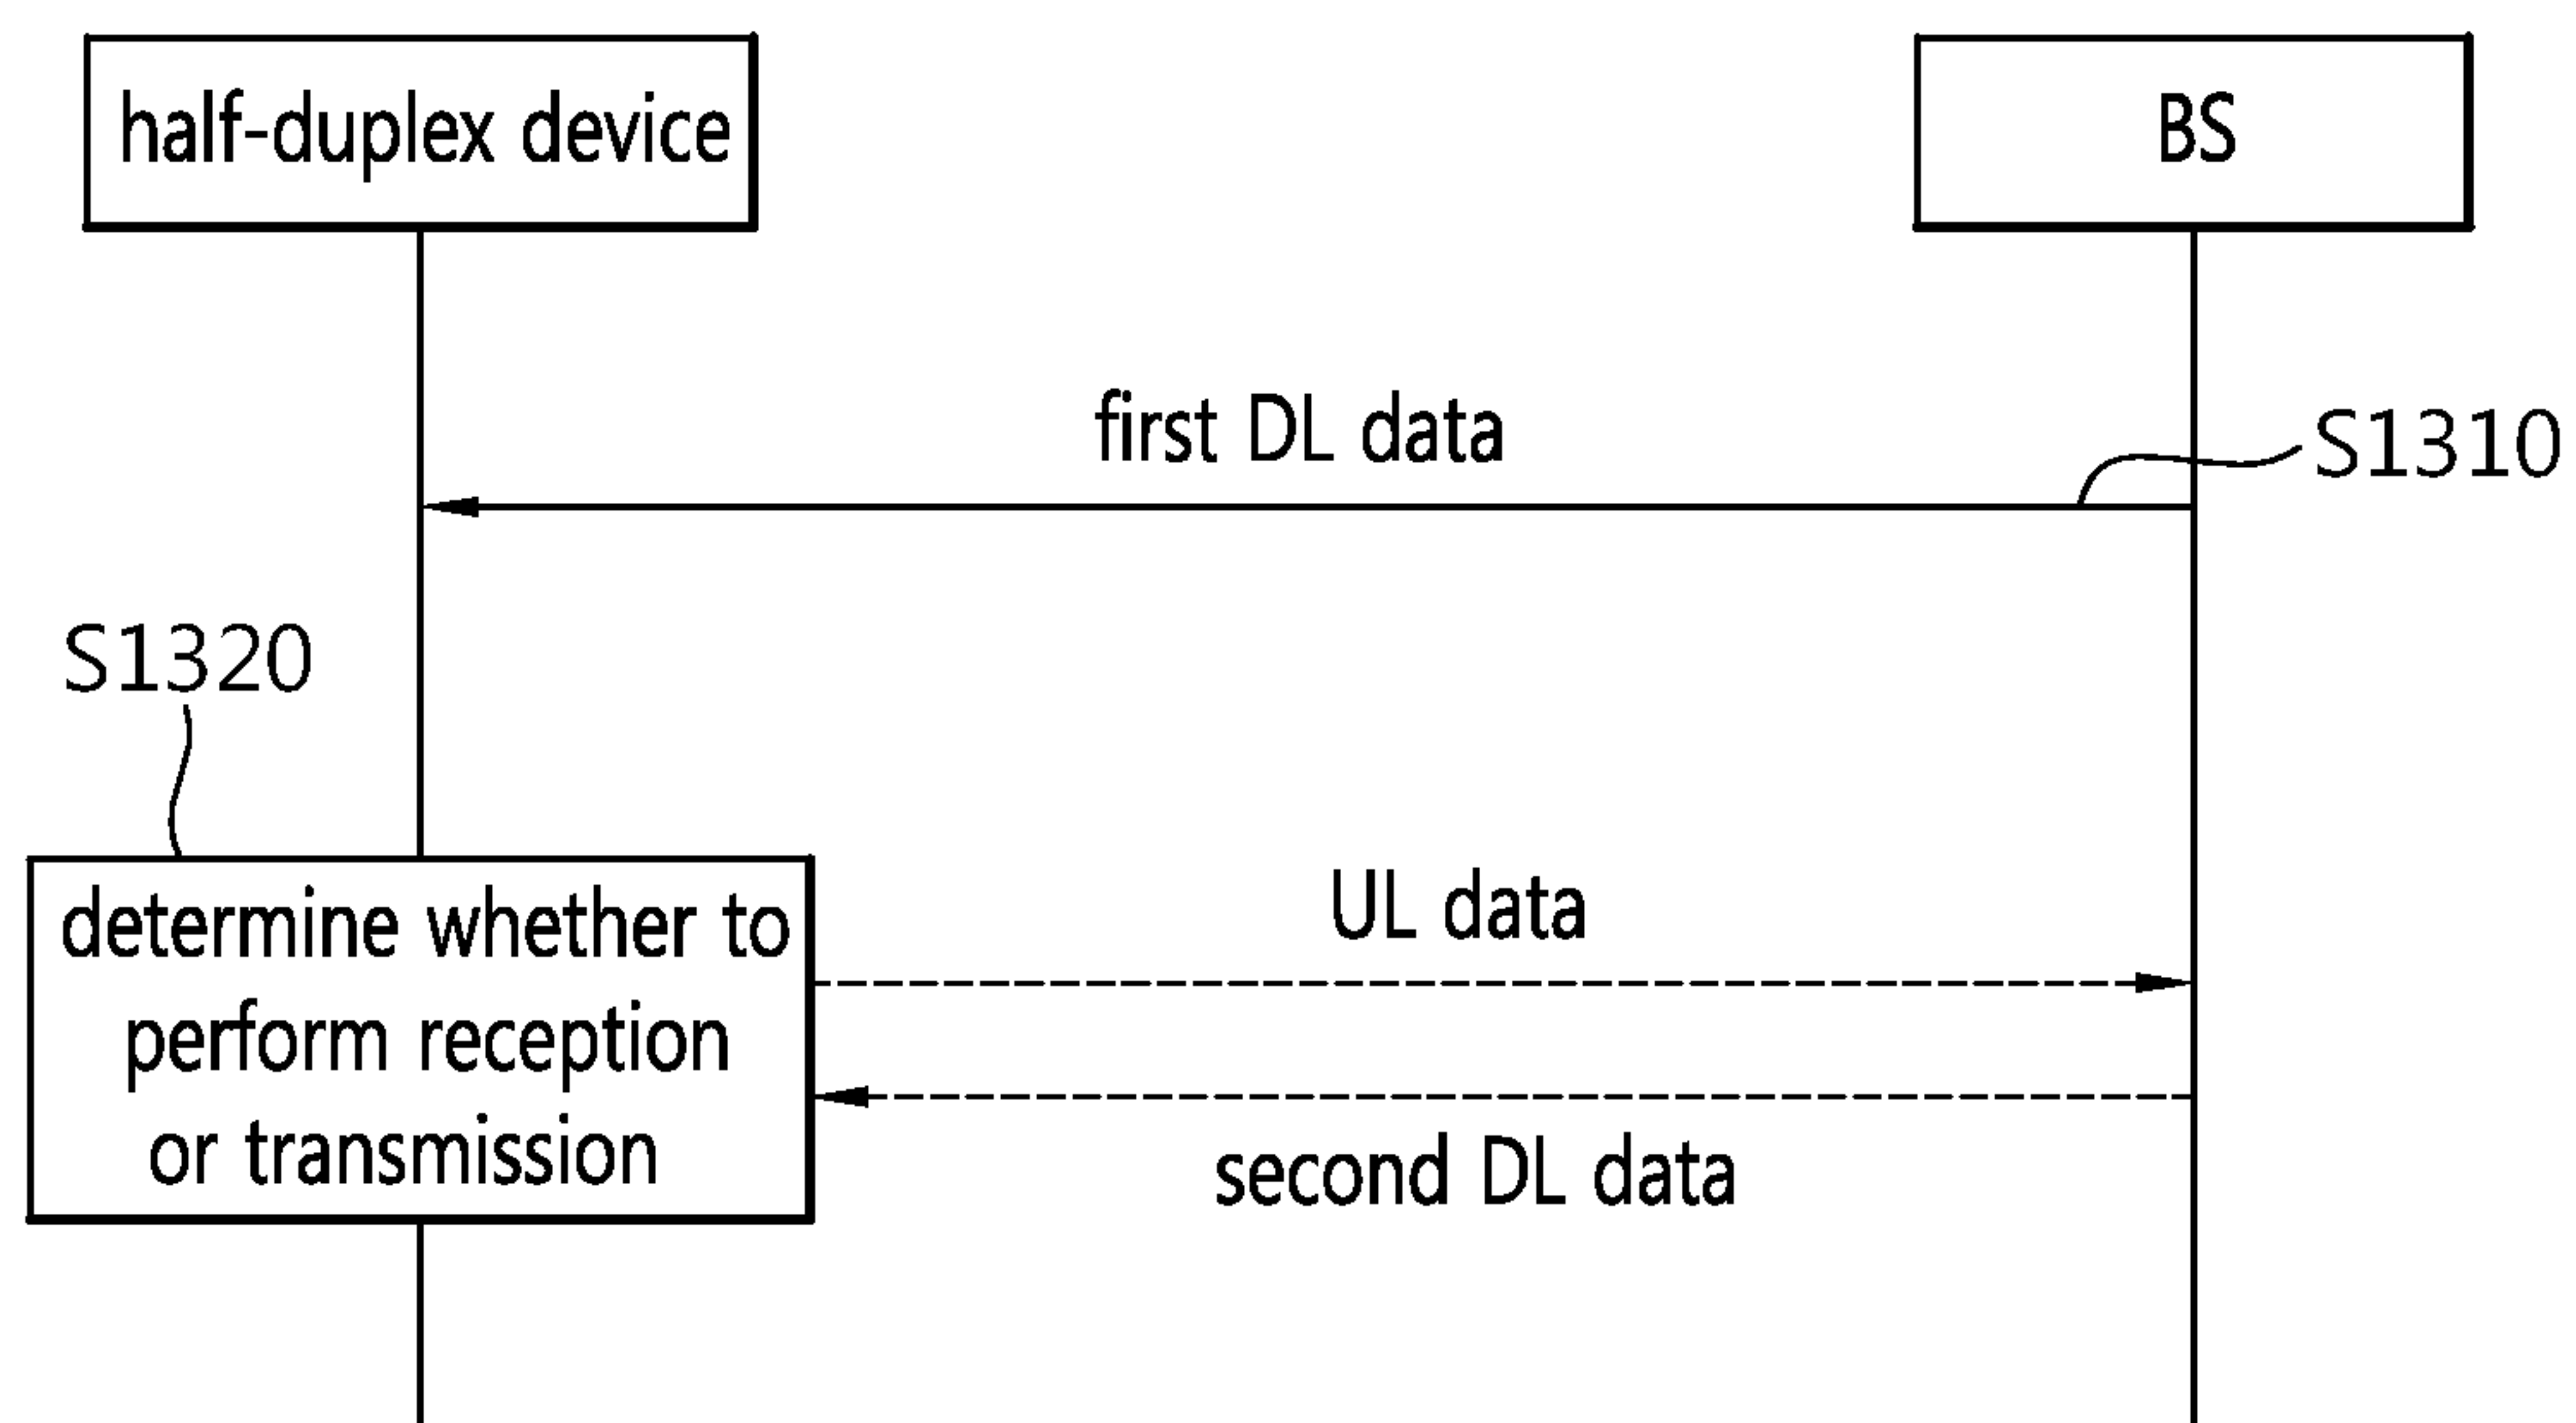 half-duplex device
BS
first DL data
S1310
S1320
determine whether to
perform reception
or transmission
UL data
second DL data